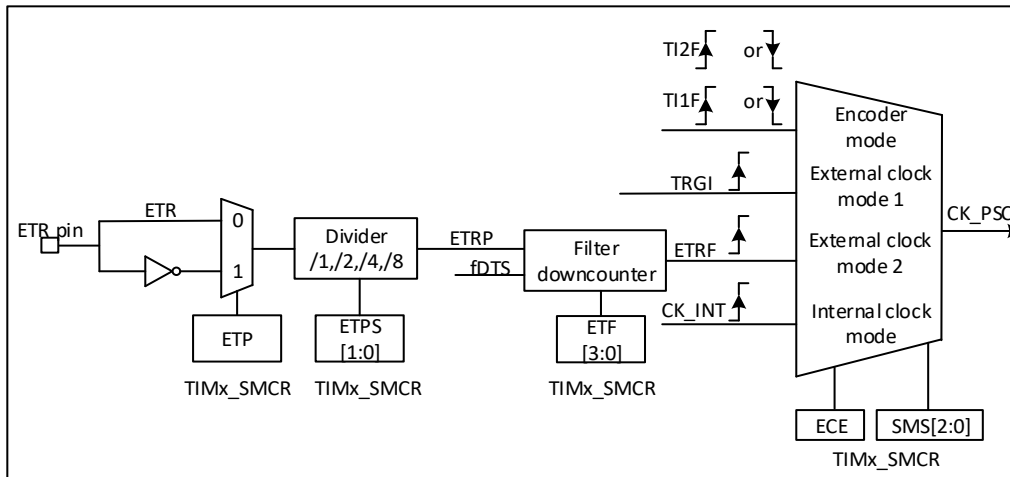 TI2F or
TI1F or
Encoder
mode
TRGI
External clock
mode 1
ETR_pin
ETR
0
1
Divider
/1,/2,/4,/8
ETRP
fDTS
Filter
downcounter
ETRF
External clock
mode 2
CK_PSC
CK_INT
Internal clock
mode
ETP
ETPS
[1:0]
ETF
[3:0]
TIMx_SMCR
TIMx_SMCR
TIMx_SMCR
ECE
SMS[2:0]
TIMx_SMCR